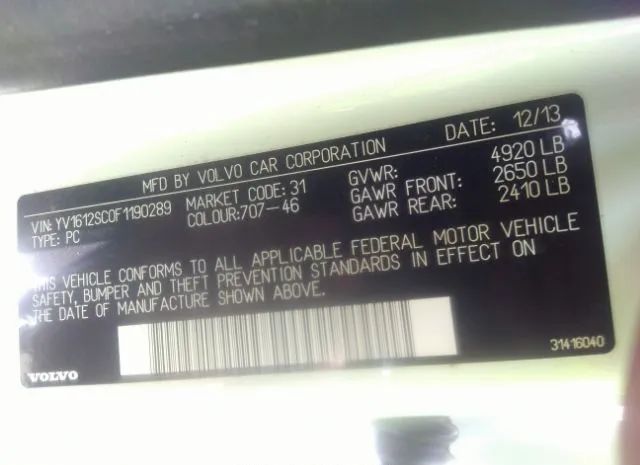 MFD BY VOLVO CAR CORPORATION DATE: 12/13
VIN: YV1612SC0F1190289 MARKET CODE: 31 GVWR: 4920 LB
TYPE: PC COLOUR:707-46 GAWR FRONT: 2650 LB
GAWR REAR: 2410 LB
THIS VEHICLE CONFORMS TO ALL APPLICABLE FEDERAL MOTOR VEHICLE
SAFETY, BUMPER AND THEFT PREVENTION STANDARDS IN EFFECT ON
THE DATE OF MANUFACTURE SHOWN ABOVE.
VOLVO 31416040